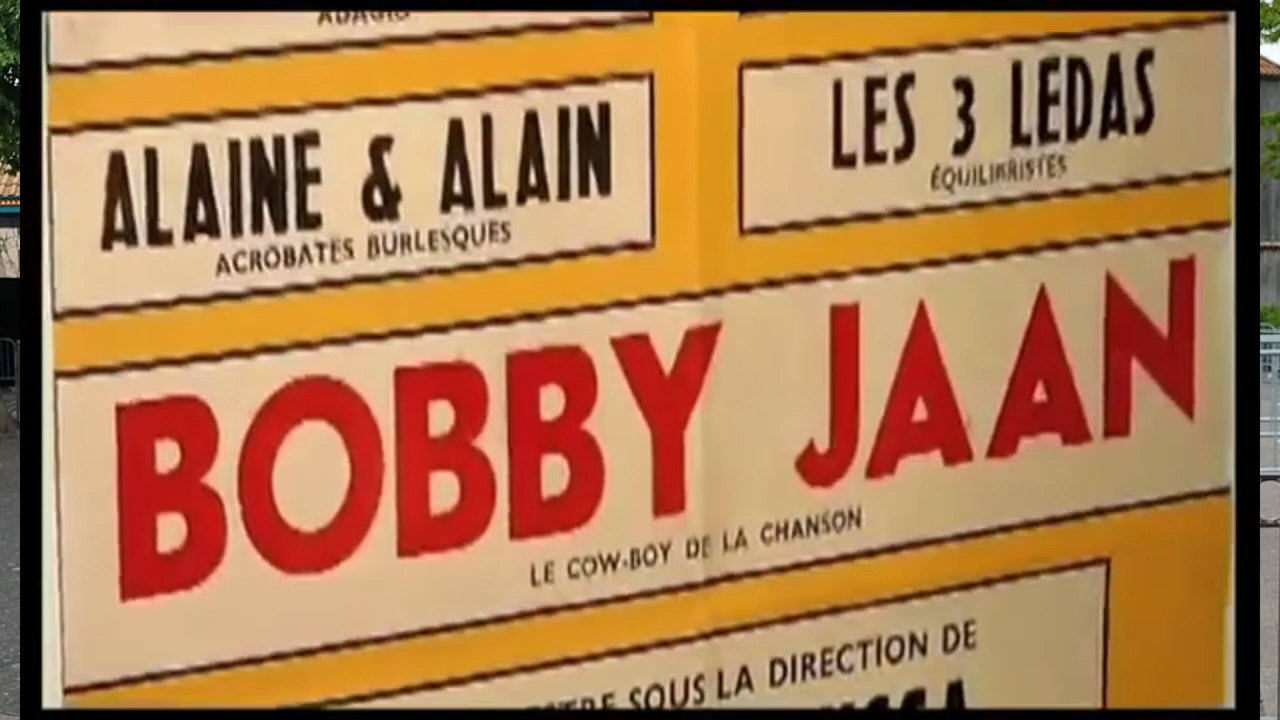 ADAGIO
ALAINE & ALAIN
ACROBATES BURLESQUES
LES 3 LEDAS
ÉQUILIBRISTES
BOBBY JAAN
LE COW-BOY DE LA CHANSON
SOUS LA DIRECTION DE